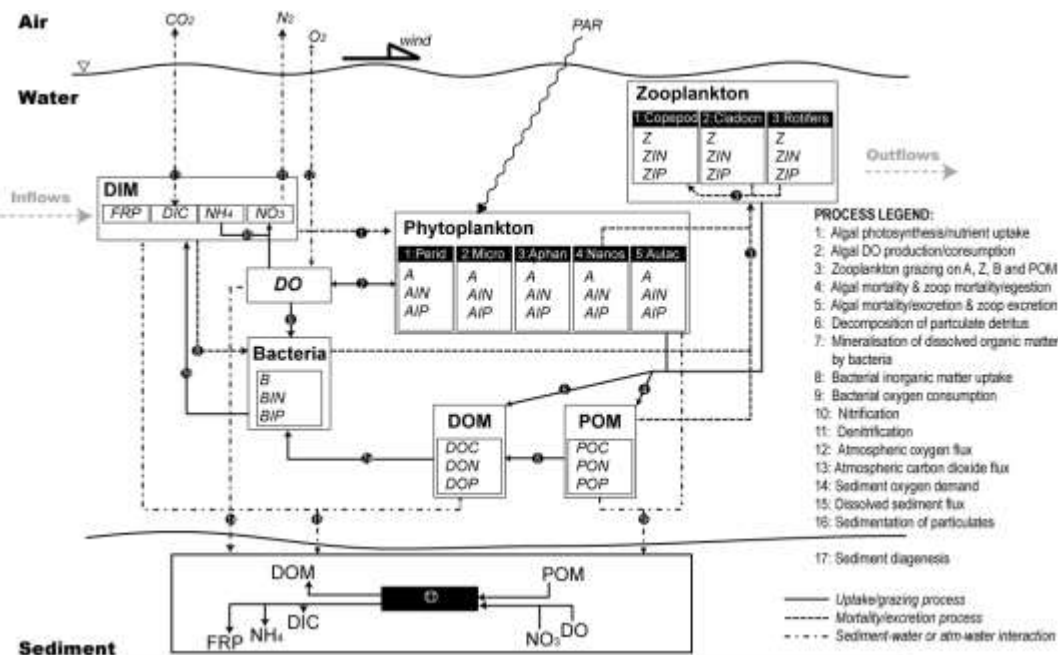 Air
CO2
N2
O2
wind
PAR
Water
Zooplankton
1:Copepod 2:Cladocn 3:Rotifers
Z Z Z
ZIN ZIN ZIN
ZIP ZIP ZIP
Inflows
Outflows
DIM
FRP DIC NH4 NO3
Phytoplankton
1:Perid 2:Micro 3:Aphan 4:Nanos 5:Aulac
A A A A A
AIN AIN AIN AIN AIN
AIP AIP AIP AIP AIP
DO
Bacteria
B
BIN
BIP
DOM
DOC
DON
DOP
POM
POC
PON
POP
PROCESS LEGEND:
1: Algal photosynthesis/nutrient uptake
2: Algal DO production/consumption
3: Zooplankton grazing on A, Z, B and POM
4: Algal mortality & zoop mortality/egestion
5: Algal mortality/excretion & zoop excretion
6: Decomposition of partculate detritus
7: Mineralisation of dissolved organic matter
by bacteria
8: Bacterial inorganic matter uptake
9: Bacterial oxygen consumption
10: Nitrification
11: Denitrification
12: Atmospheric oxygen flux
13: Atmospheric carbon dioxide flux
14: Sediment oxygen demand
15: Dissolved sediment flux
16: Sedimentation of particulates
17: Sediment diagenesis
Uptake/grazing process
Mortality/excretion process
Sediment-water or atm-water interaction
DOM
POM
17
FRP
NH4
DIC
NO3
DO
Sediment